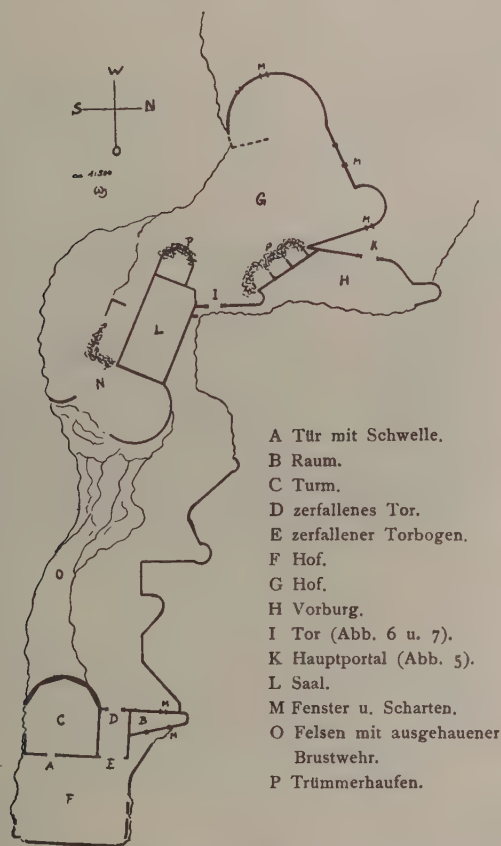 W
S N
O
ca 1:500
M
M
G
M
P
K
P
H
I
L
N
O
M
C D B
M
A E
F
A Tür mit Schwelle.
B Raum.
C Turm.
D zerfallenes Tor.
E zerfallener Torbogen.
F Hof.
G Hof.
H Vorburg.
I Tor (Abb. 6 u. 7).
K Hauptportal (Abb. 5).
L Saal.
M Fenster u. Scharten.
O Felsen mit ausgehauener
Brustwehr.
P Trümmerhaufen.